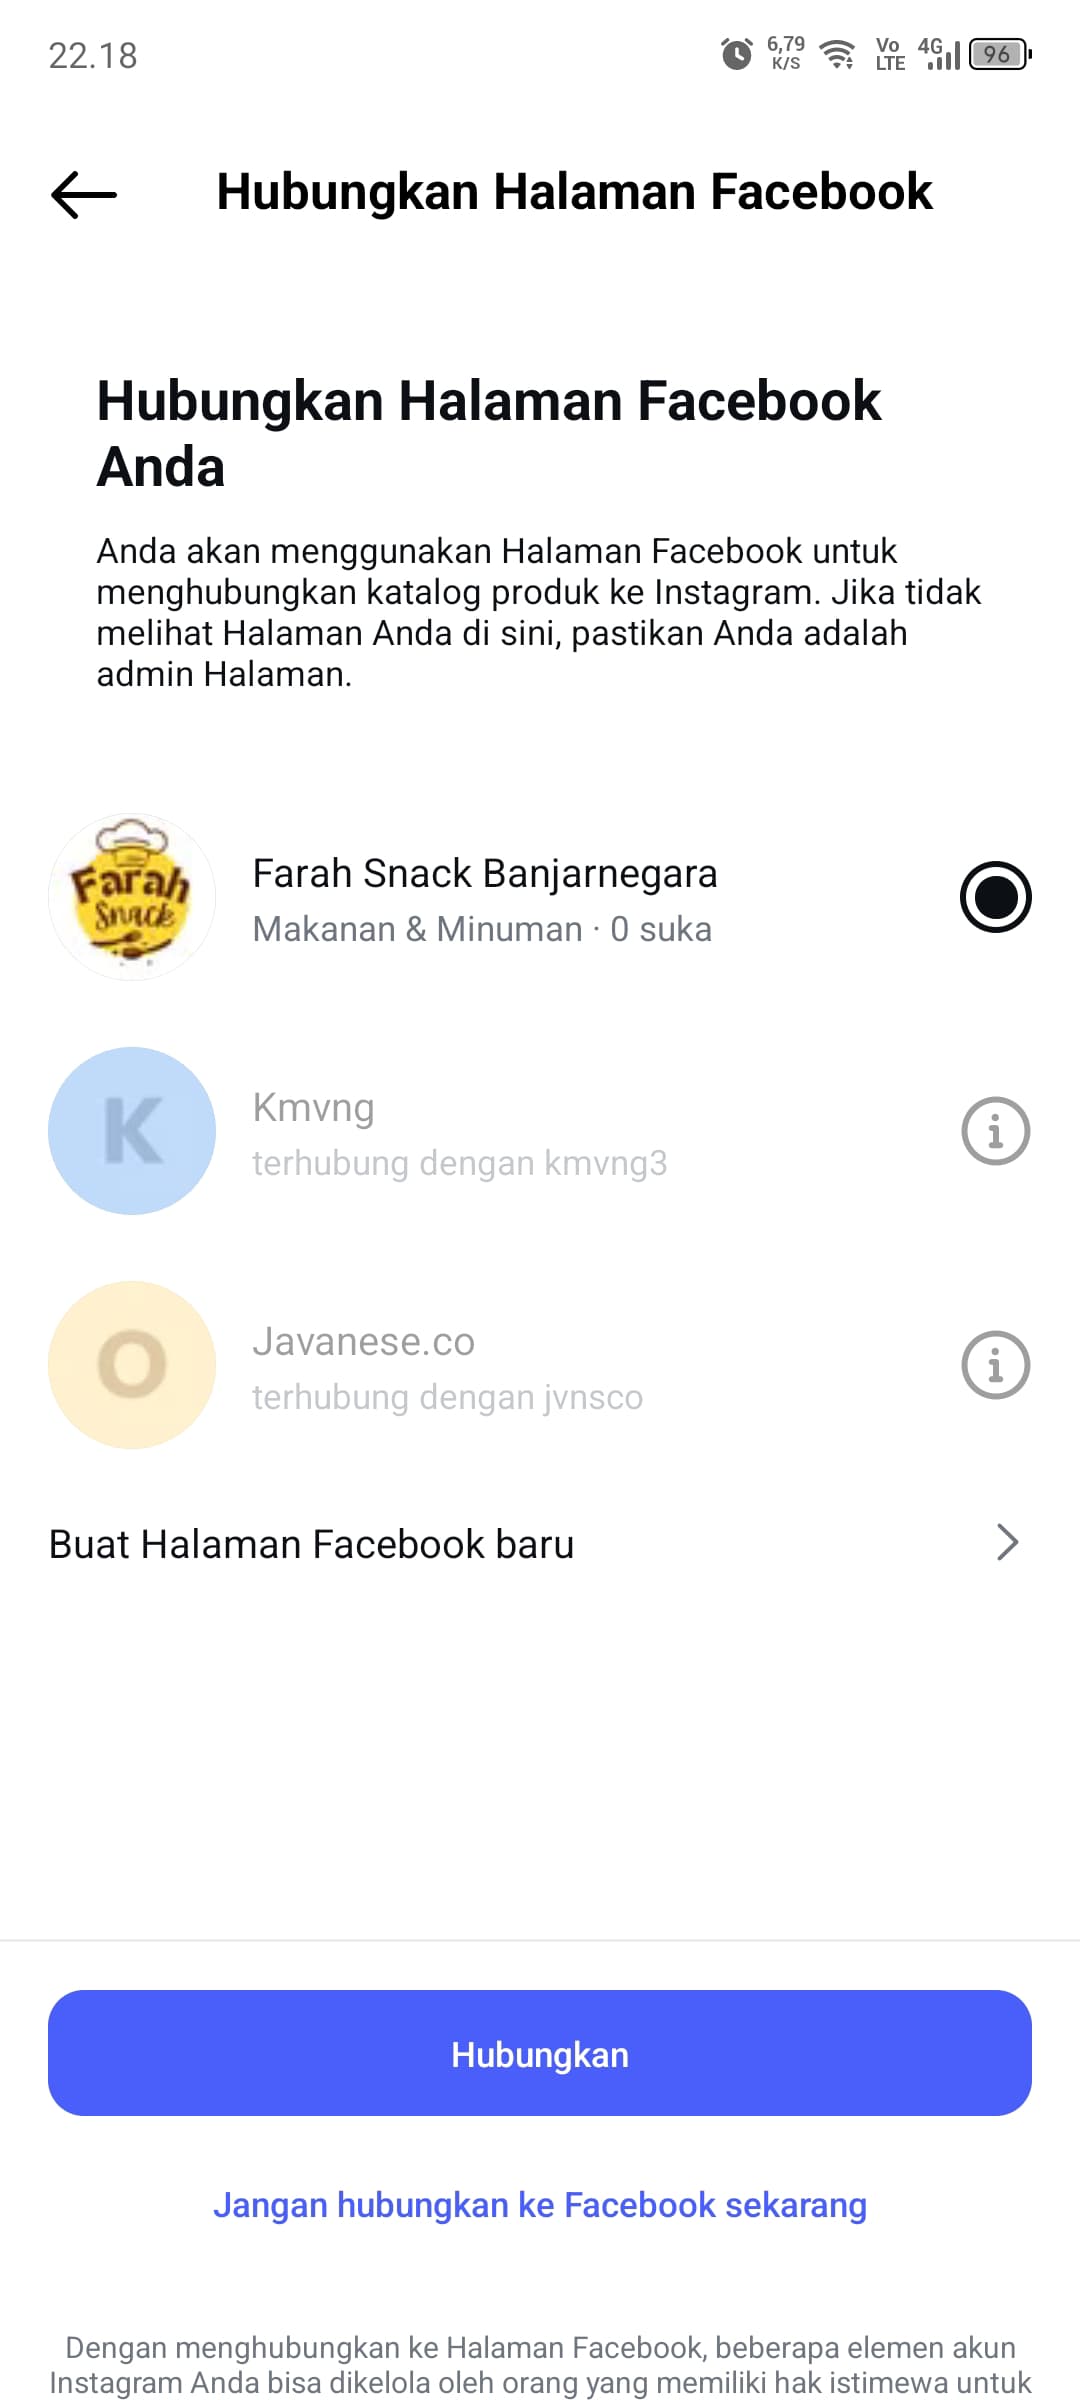 22.18
6,79 K/S
Vo LTE
4G
96
Hubungkan Halaman Facebook
Hubungkan Halaman Facebook
Anda
Anda akan menggunakan Halaman Facebook untuk
menghubungkan katalog produk ke Instagram. Jika tidak
melihat Halaman Anda di sini, pastikan Anda adalah
admin Halaman.
Farah
Snack
Farah Snack Banjarnegara
Makanan & Minuman · 0 suka
K
Kmvng
terhubung dengan kmvng3
O
Javanese.co
terhubung dengan jvnsco
Buat Halaman Facebook baru
Hubungkan
Jangan hubungkan ke Facebook sekarang
Dengan menghubungkan ke Halaman Facebook, beberapa elemen akun
Instagram Anda bisa dikelola oleh orang yang memiliki hak istimewa untuk